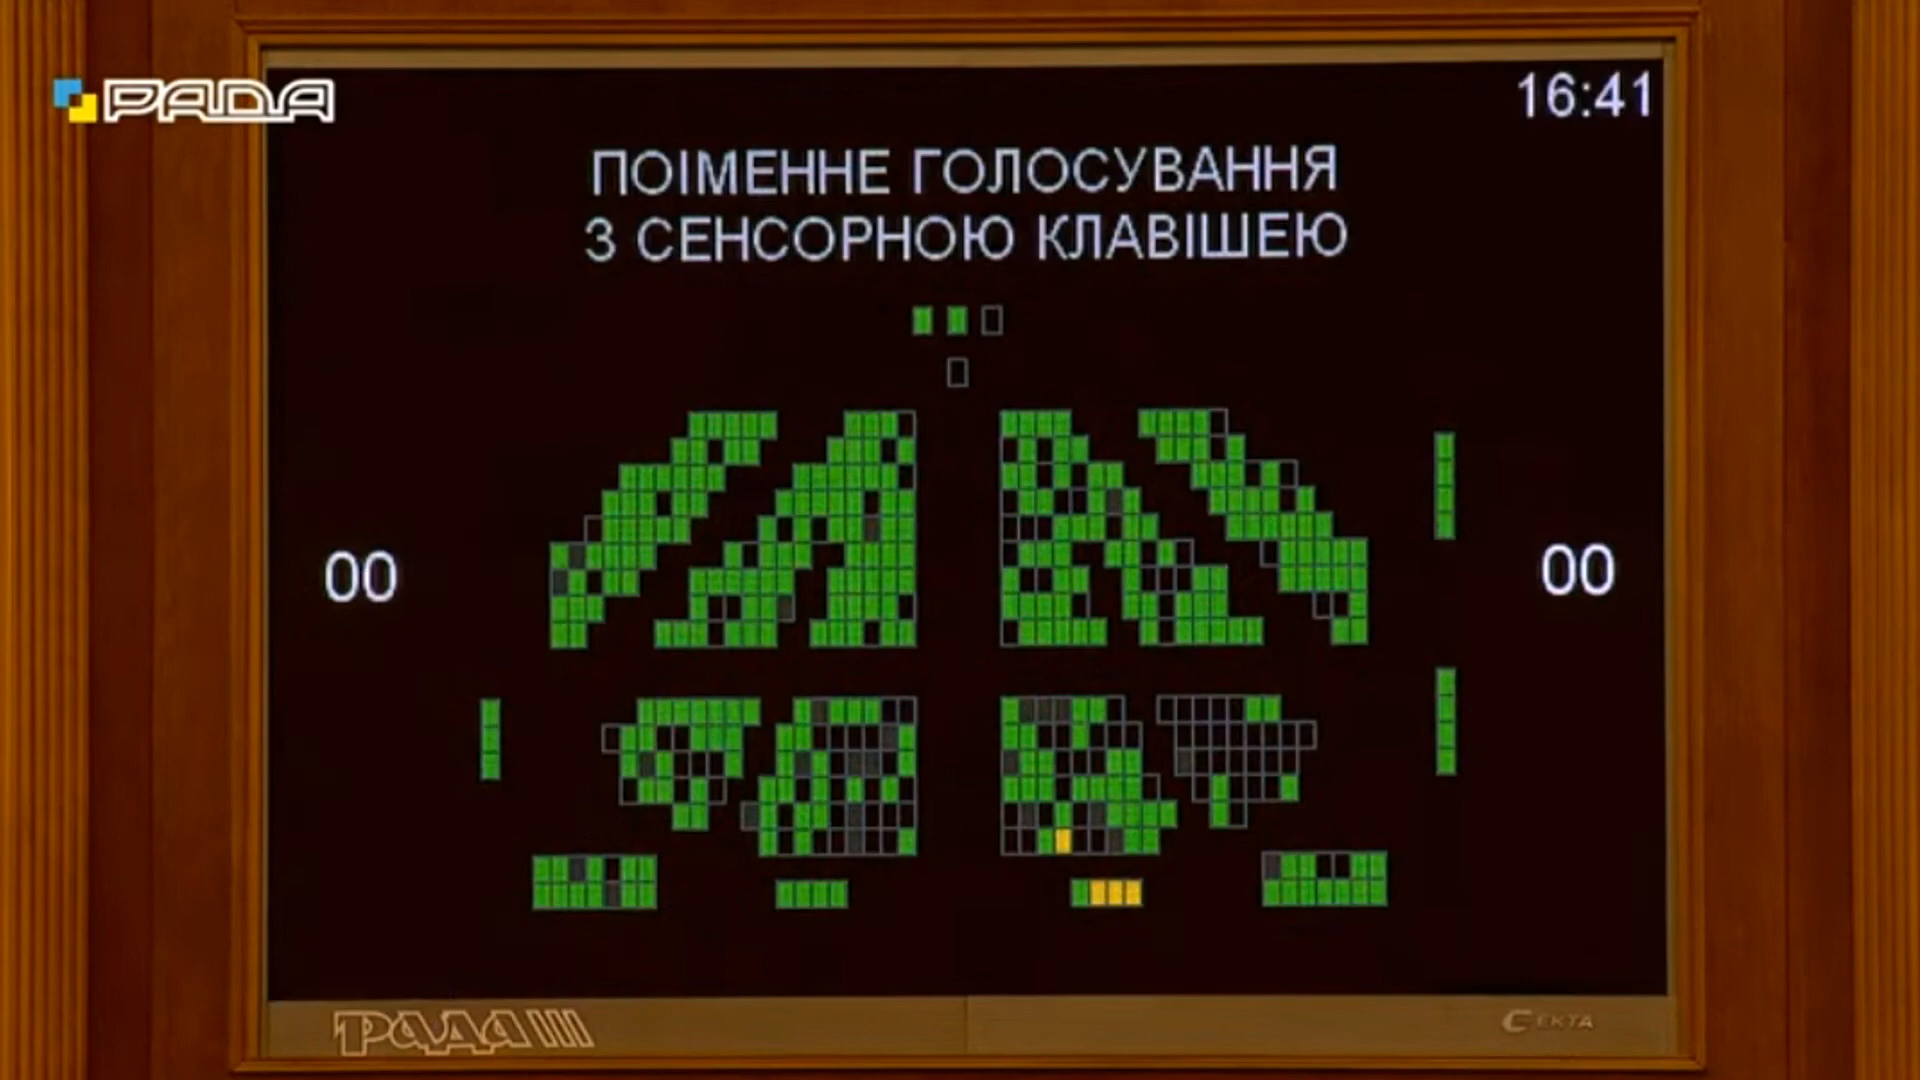 РАДА
16:41
ПОІМЕННЕ ГОЛОСУВАННЯ
З СЕНСОРНОЮ КЛАВІШЕЮ
00
00
РАДА III
СЕКТА